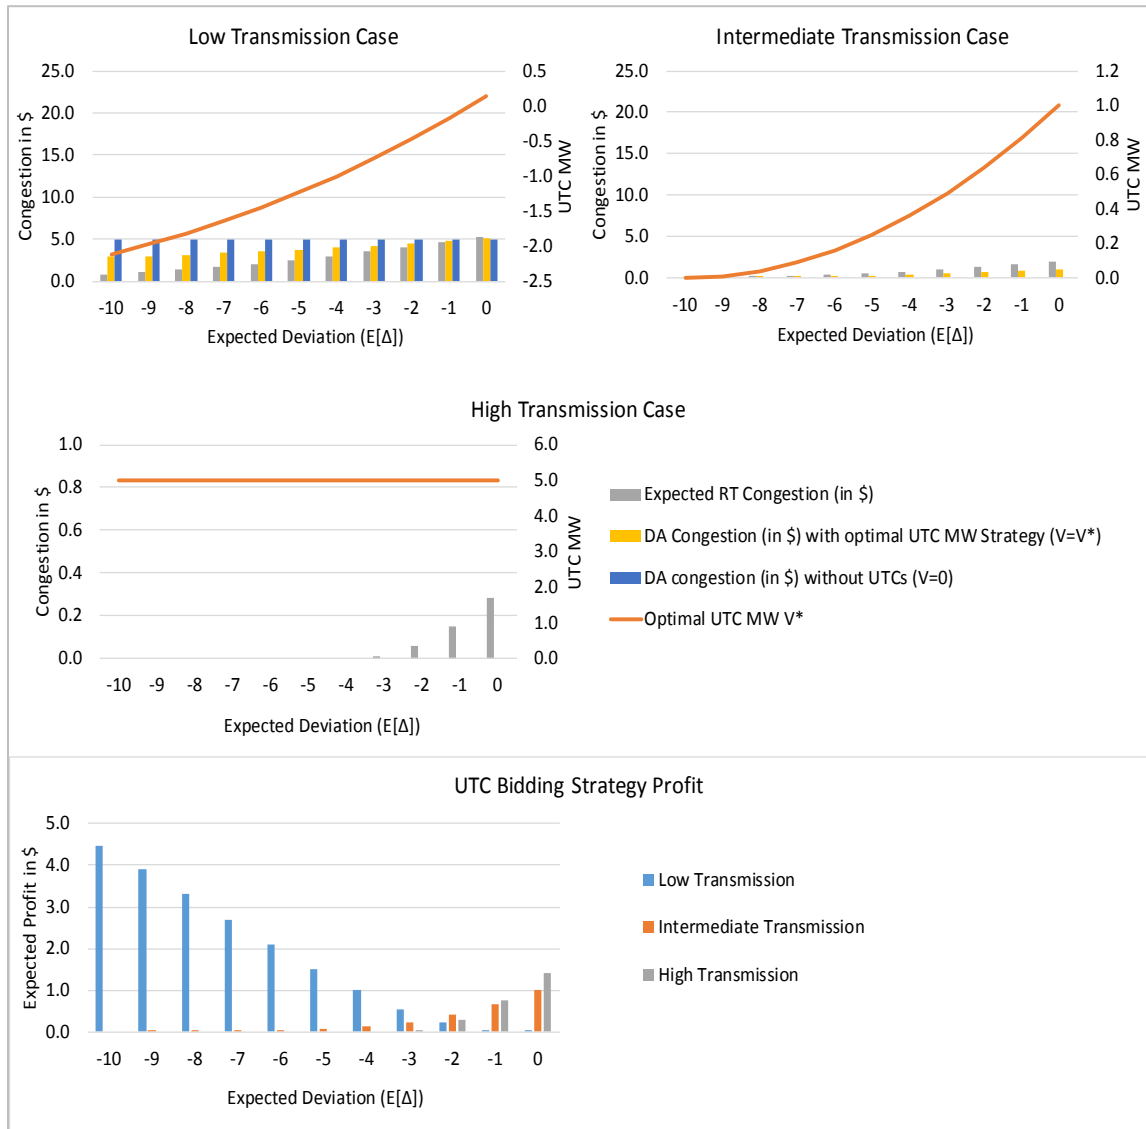 Low Transmission Case
Congestion in $
25.0
20.0
15.0
10.0
5.0
0.0
0.5
0.0
-0.5
-1.0
-1.5
-2.0
-2.5
UTC MW
-10 -9 -8 -7 -6 -5 -4 -3 -2 -1 0
Expected Deviation (E[Δ])
Intermediate Transmission Case
Congestion in $
25.0
20.0
15.0
10.0
5.0
0.0
1.2
1.0
0.8
0.6
0.4
0.2
0.0
UTC MW
-10 -9 -8 -7 -6 -5 -4 -3 -2 -1 0
Expected Deviation (E[Δ])
High Transmission Case
Congestion in $
1.0
0.8
0.6
0.4
0.2
0.0
6.0
5.0
4.0
3.0
2.0
1.0
0.0
UTC MW
-10 -9 -8 -7 -6 -5 -4 -3 -2 -1 0
Expected Deviation (E[Δ])
Expected RT Congestion (in $)
DA Congestion (in $) with optimal UTC MW Strategy (V=V*)
DA congestion (in $) without UTCs (V=0)
Optimal UTC MW V*
UTC Bidding Strategy Profit
Expected Profit in $
5.0
4.0
3.0
2.0
1.0
0.0
-10 -9 -8 -7 -6 -5 -4 -3 -2 -1 0
Expected Deviation (E[Δ])
Low Transmission
Intermediate Transmission
High Transmission